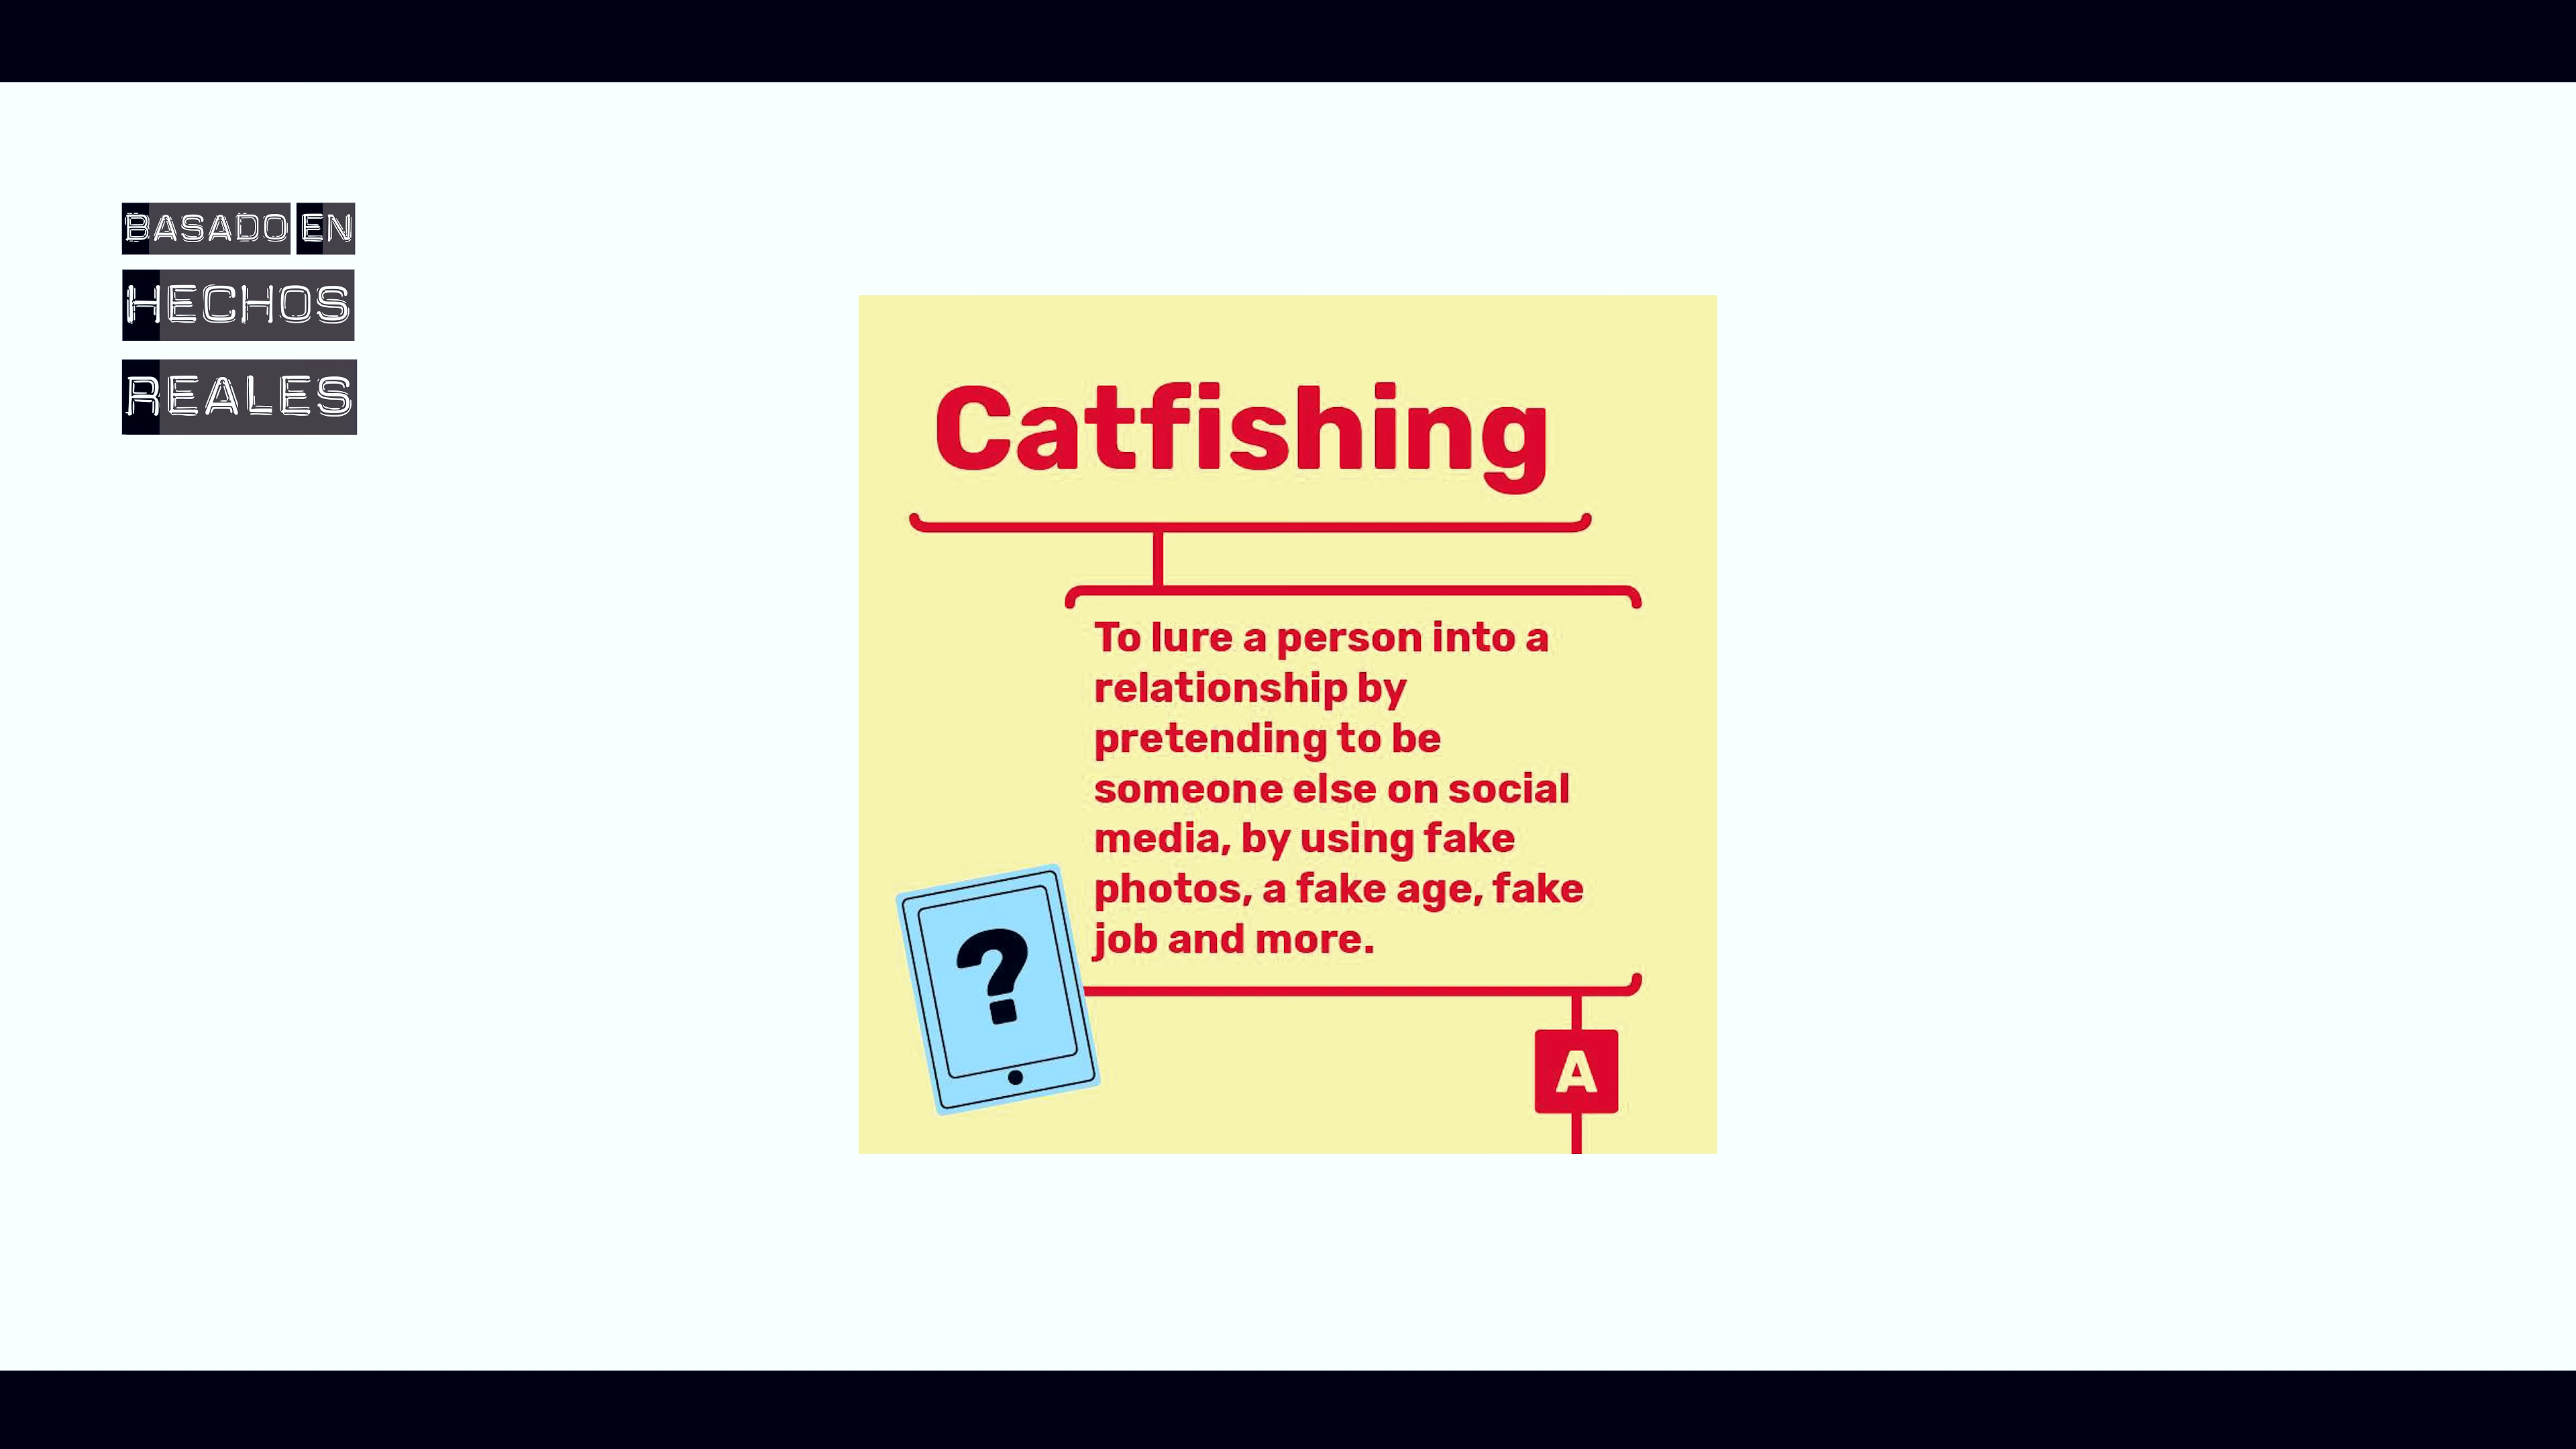 BASADO EN
HECHOS
REALES
Catfishing
To lure a person into a
relationship by
pretending to be
someone else on social
media, by using fake
photos, a fake age, fake
job and more.
?
A